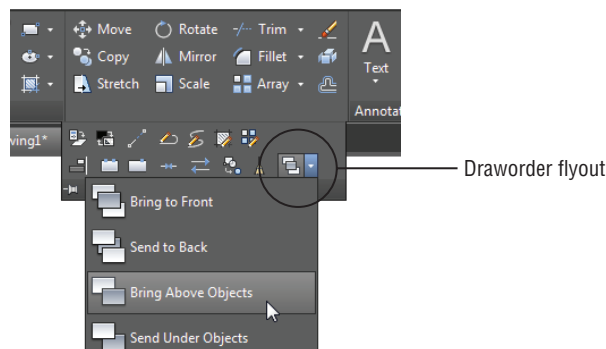 Move Rotate Trim
Copy Mirror Fillet
Stretch Scale Array
Text
Annotat
wing1*
Draworder flyout
Bring to Front
Send to Back
Bring Above Objects
Send Under Objects